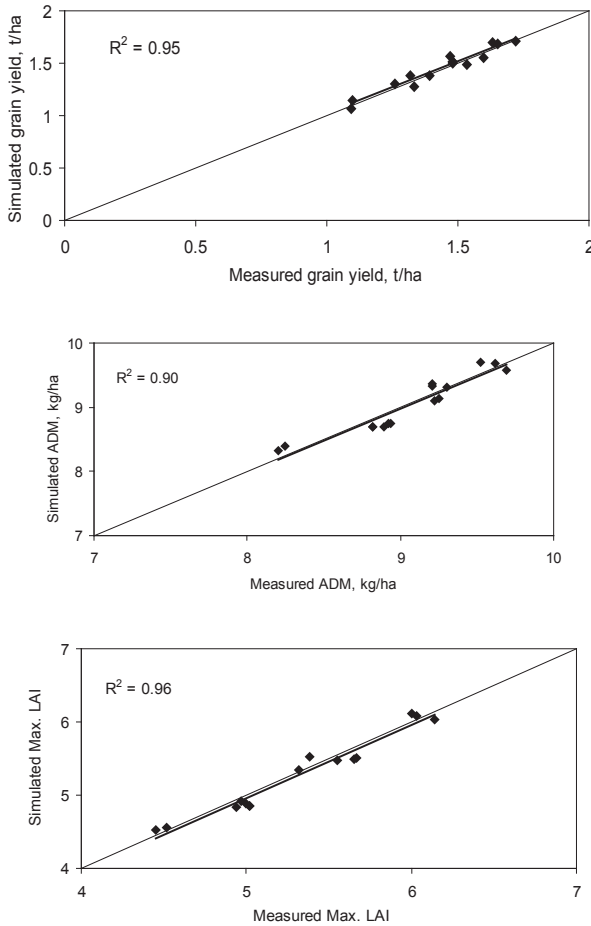 R² = 0.95
Simulated grain yield, t/ha
2
1.5
1
0.5
0
0
0.5
1
1.5
2
Measured grain yield, t/ha
R² = 0.90
Simulated ADM, kg/ha
10
9
8
7
7
8
9
10
Measured ADM, kg/ha
R² = 0.96
Simulated Max. LAI
7
6
5
4
4
5
6
7
Measured Max. LAI